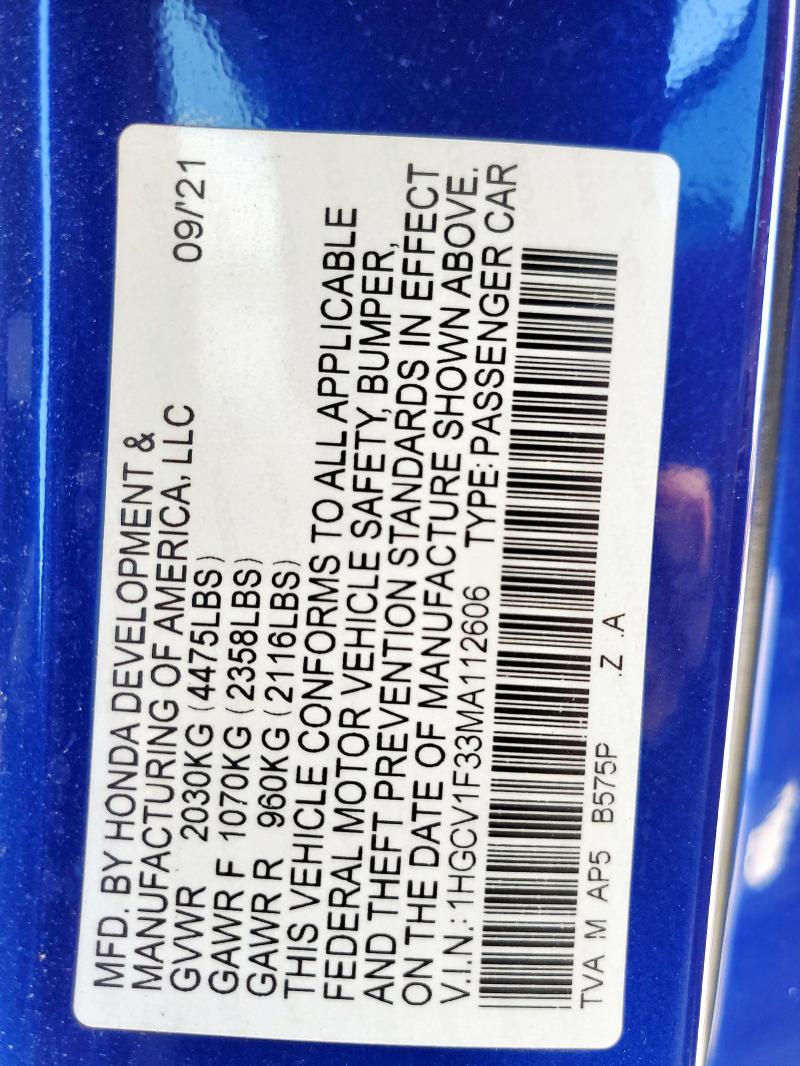 MFD. BY HONDA DEVELOPMENT &
MANUFACTURING OF AMERICA, LLC 09/'21
GVWR 2030KG (4475LBS)
GAWR F 1070KG (2358LBS)
GAWR R 960KG (2116LBS)
THIS VEHICLE CONFORMS TO ALL APPLICABLE
FEDERAL MOTOR VEHICLE SAFETY, BUMPER,
AND THEFT PREVENTION STANDARDS IN EFFECT
ON THE DATE OF MANUFACTURE SHOWN ABOVE.
V.I.N.: 1HGCV1F33MA112606 TYPE: PASSENGER CAR
TVA M AP5 B575P .Z .A